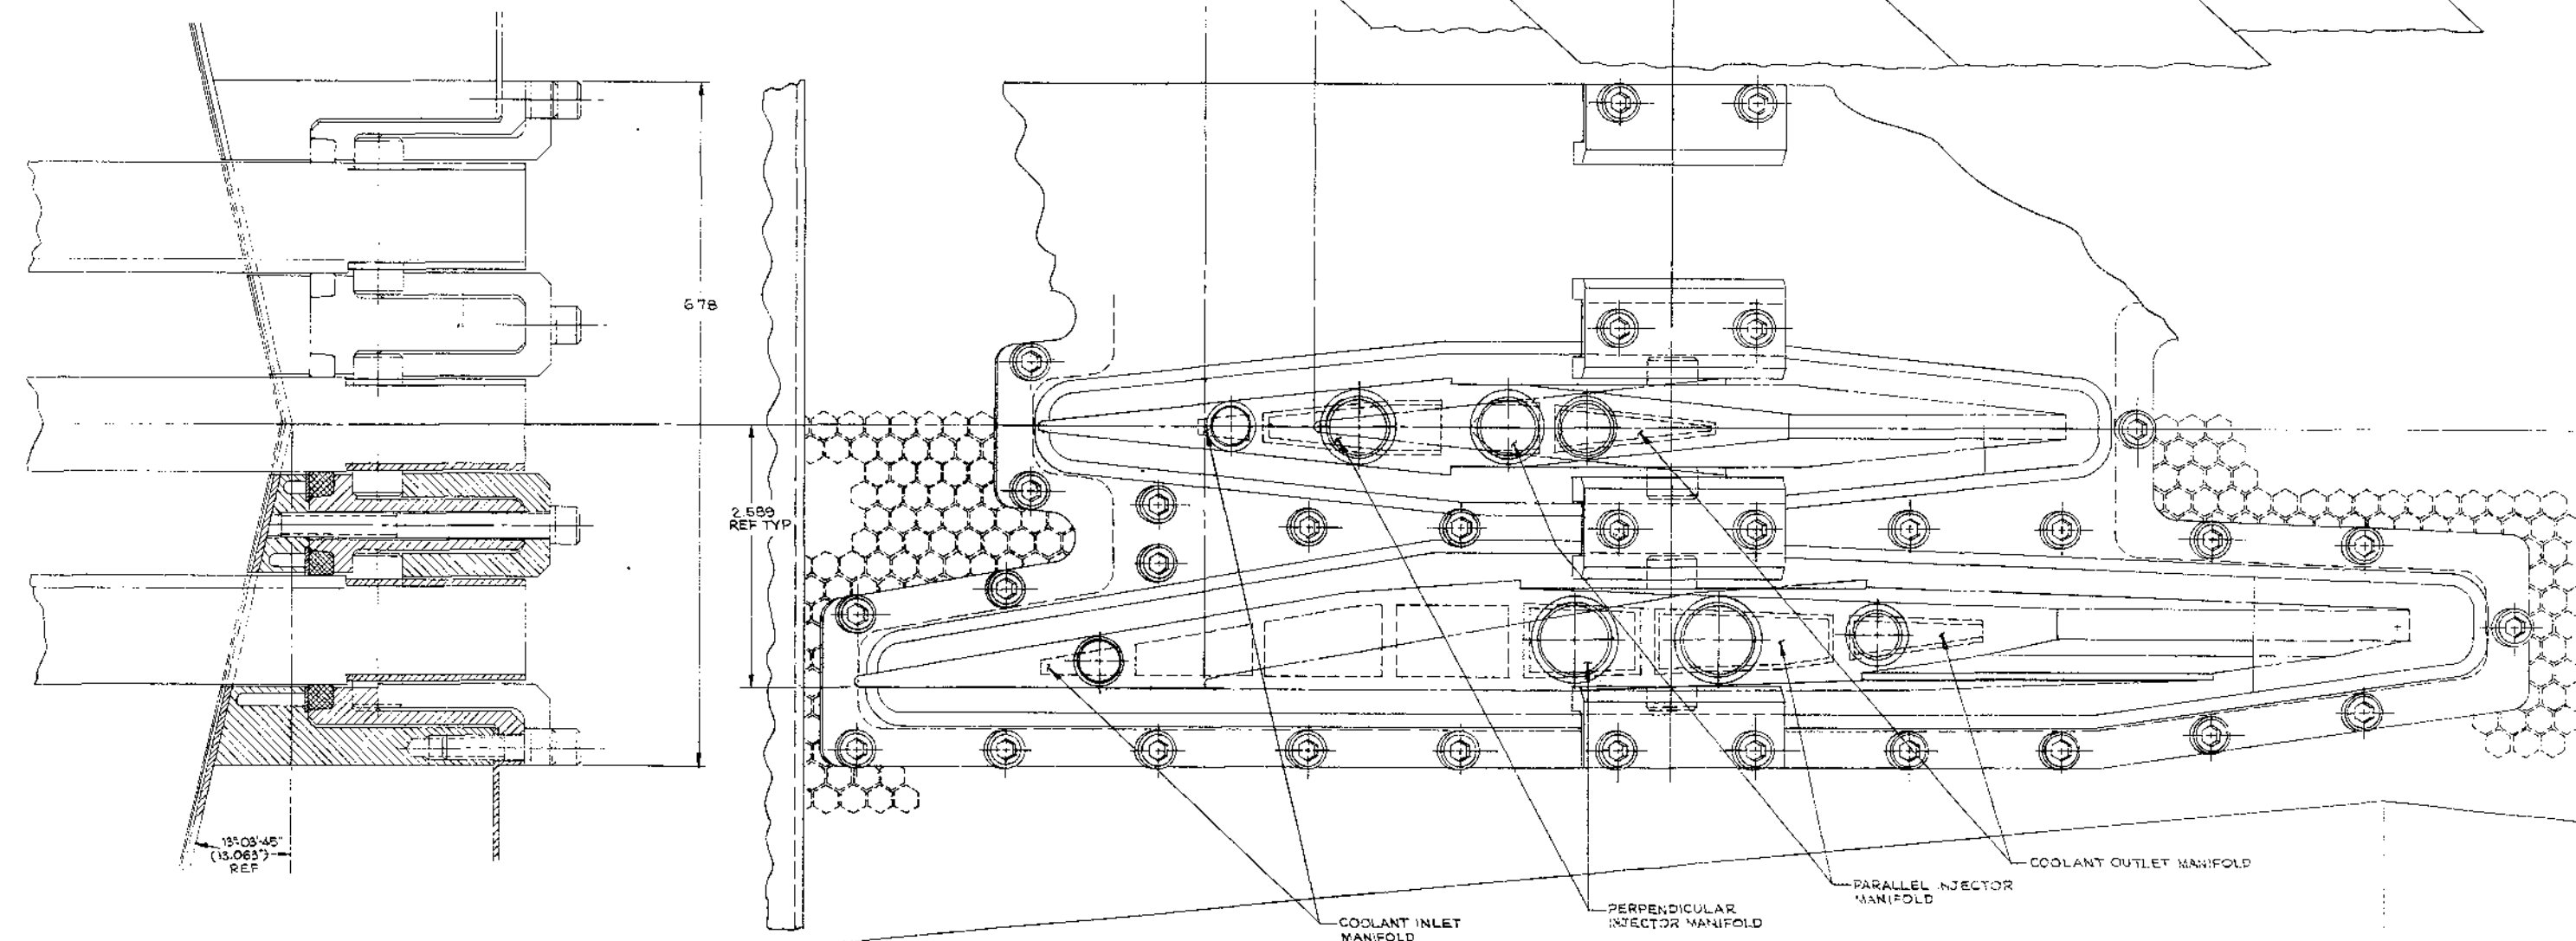 6.78
2.589
REF TYP
13°03'45"
(13.063°)
REF
COOLANT INLET
MANIFOLD
PERPENDICULAR
INJECTOR MANIFOLD
PARALLEL INJECTOR
MANIFOLD
COOLANT OUTLET MANIFOLD